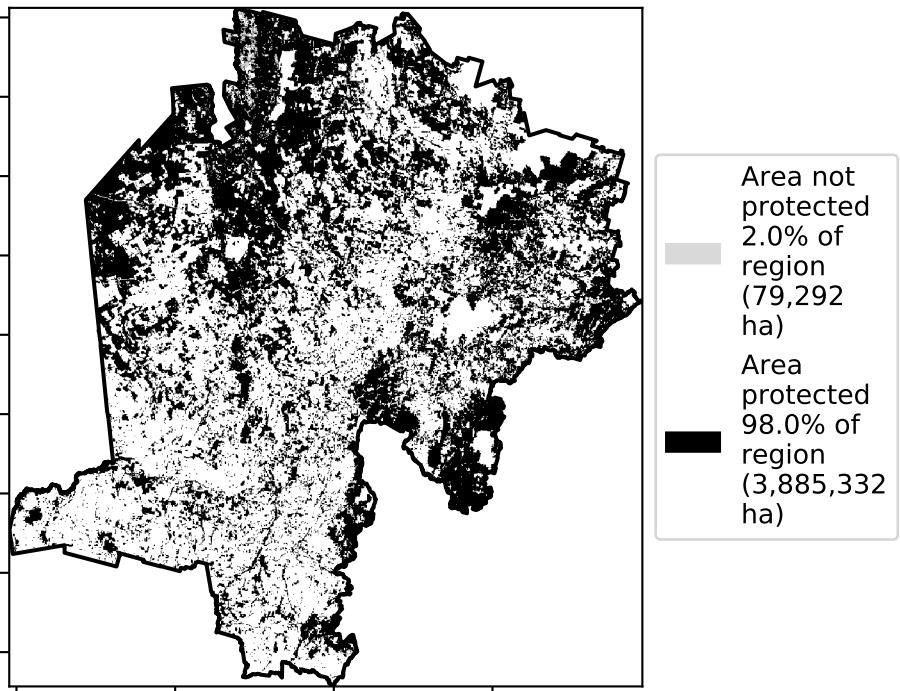 Area not
protected
2.0% of
region
(79,292
ha)
Area
protected
98.0% of
region
(3,885,332
ha)